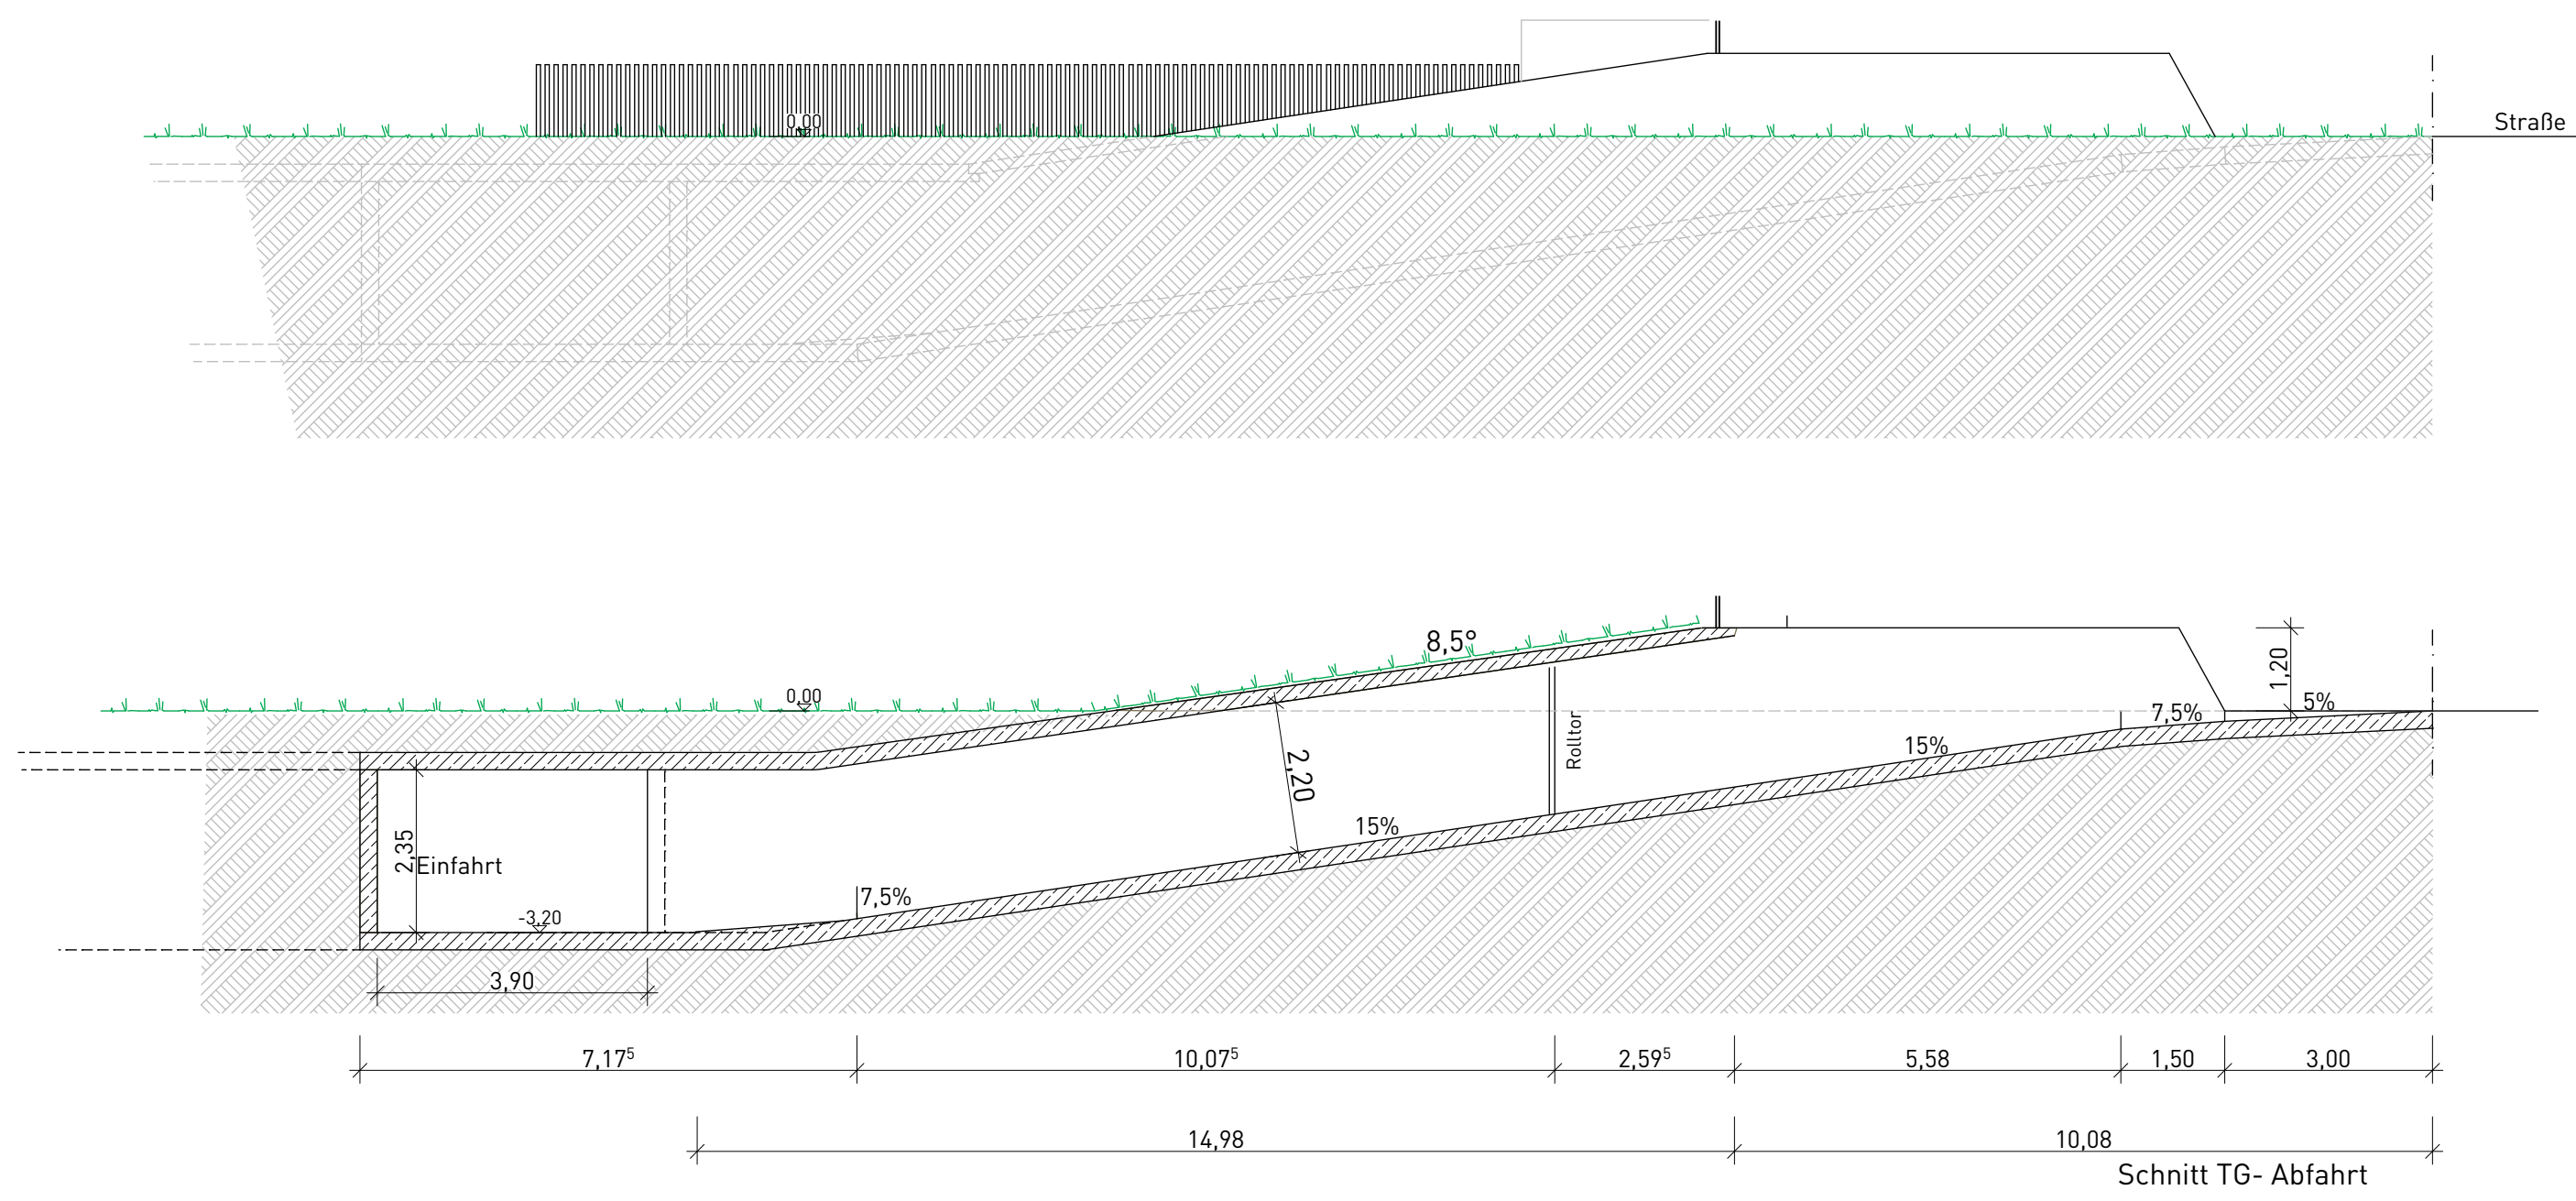 0,00
Straße
8,5°
0,00
1,20
5%
7,5%
15%
Rolltor
2,20
15%
2,35
Einfahrt
7,5%
-3,20
3,90
7,17⁵ 10,07⁵ 2,59⁵ 5,58 1,50 3,00
14,98 10,08
Schnitt TG- Abfahrt